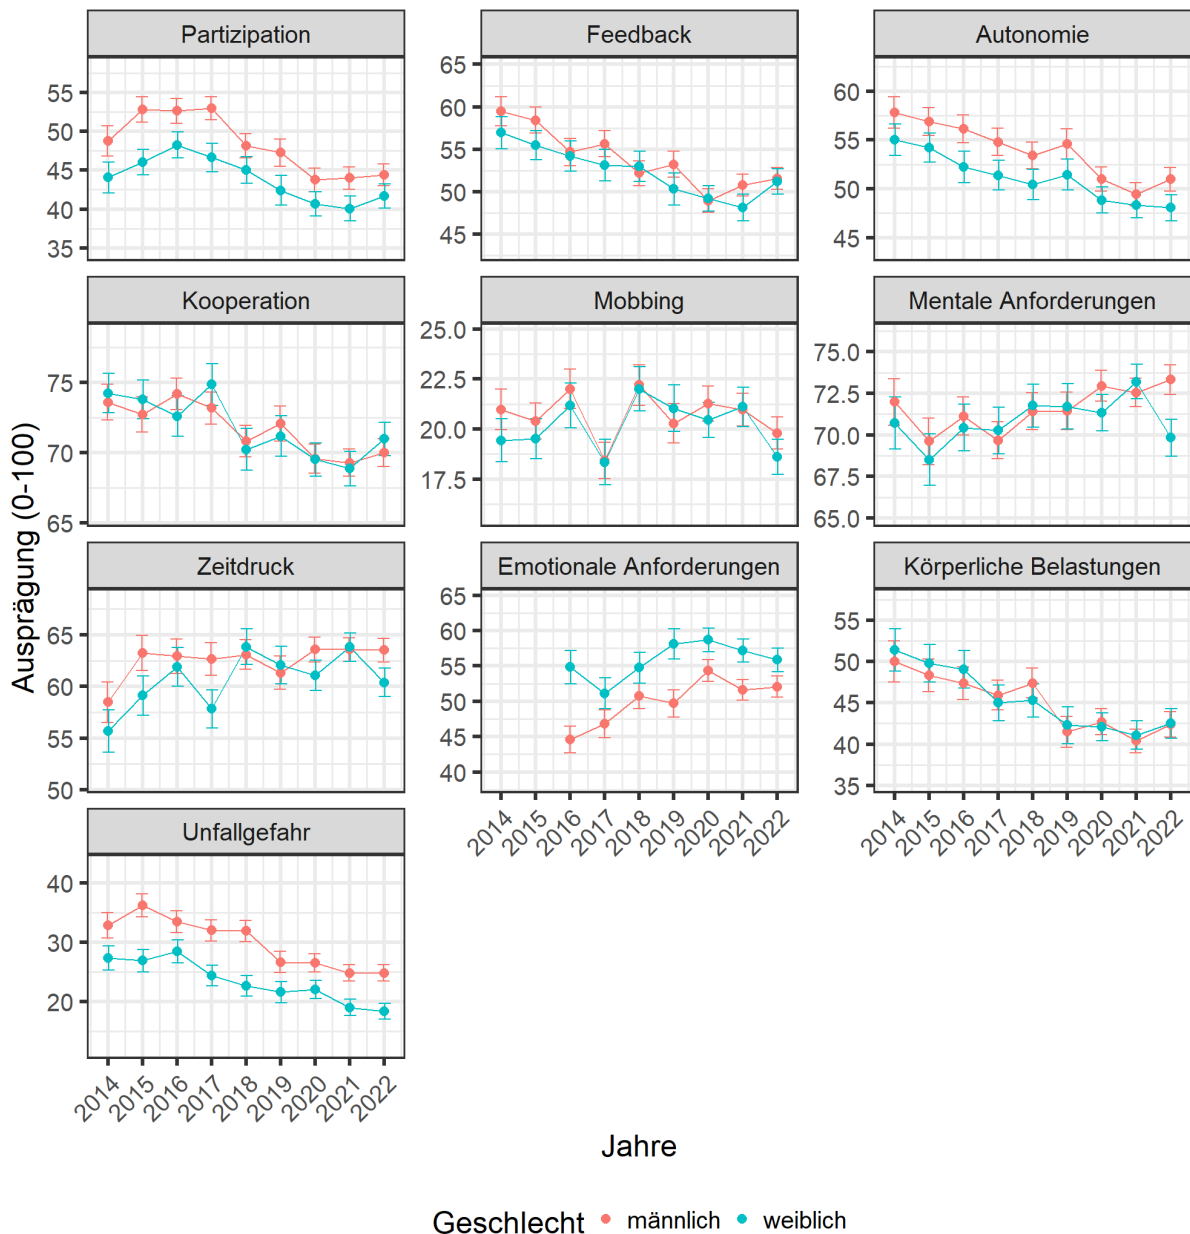 Partizipation
Feedback
Autonomie
55
50
45
40
35
65
60
55
50
45
60
55
50
45
Kooperation
Mobbing
Mentale Anforderungen
75
70
65
25.0
22.5
20.0
17.5
75.0
72.5
70.0
67.5
65.0
Zeitdruck
Emotionale Anforderungen
Körperliche Belastungen
65
60
55
50
65
60
55
50
45
40
55
50
45
40
35
2014 2015 2016 2017 2018 2019 2020 2021 2022
2014 2015 2016 2017 2018 2019 2020 2021 2022
Unfallgefahr
40
30
20
2014 2015 2016 2017 2018 2019 2020 2021 2022
Ausprägung (0-100)
Jahre
Geschlecht männlich weiblich